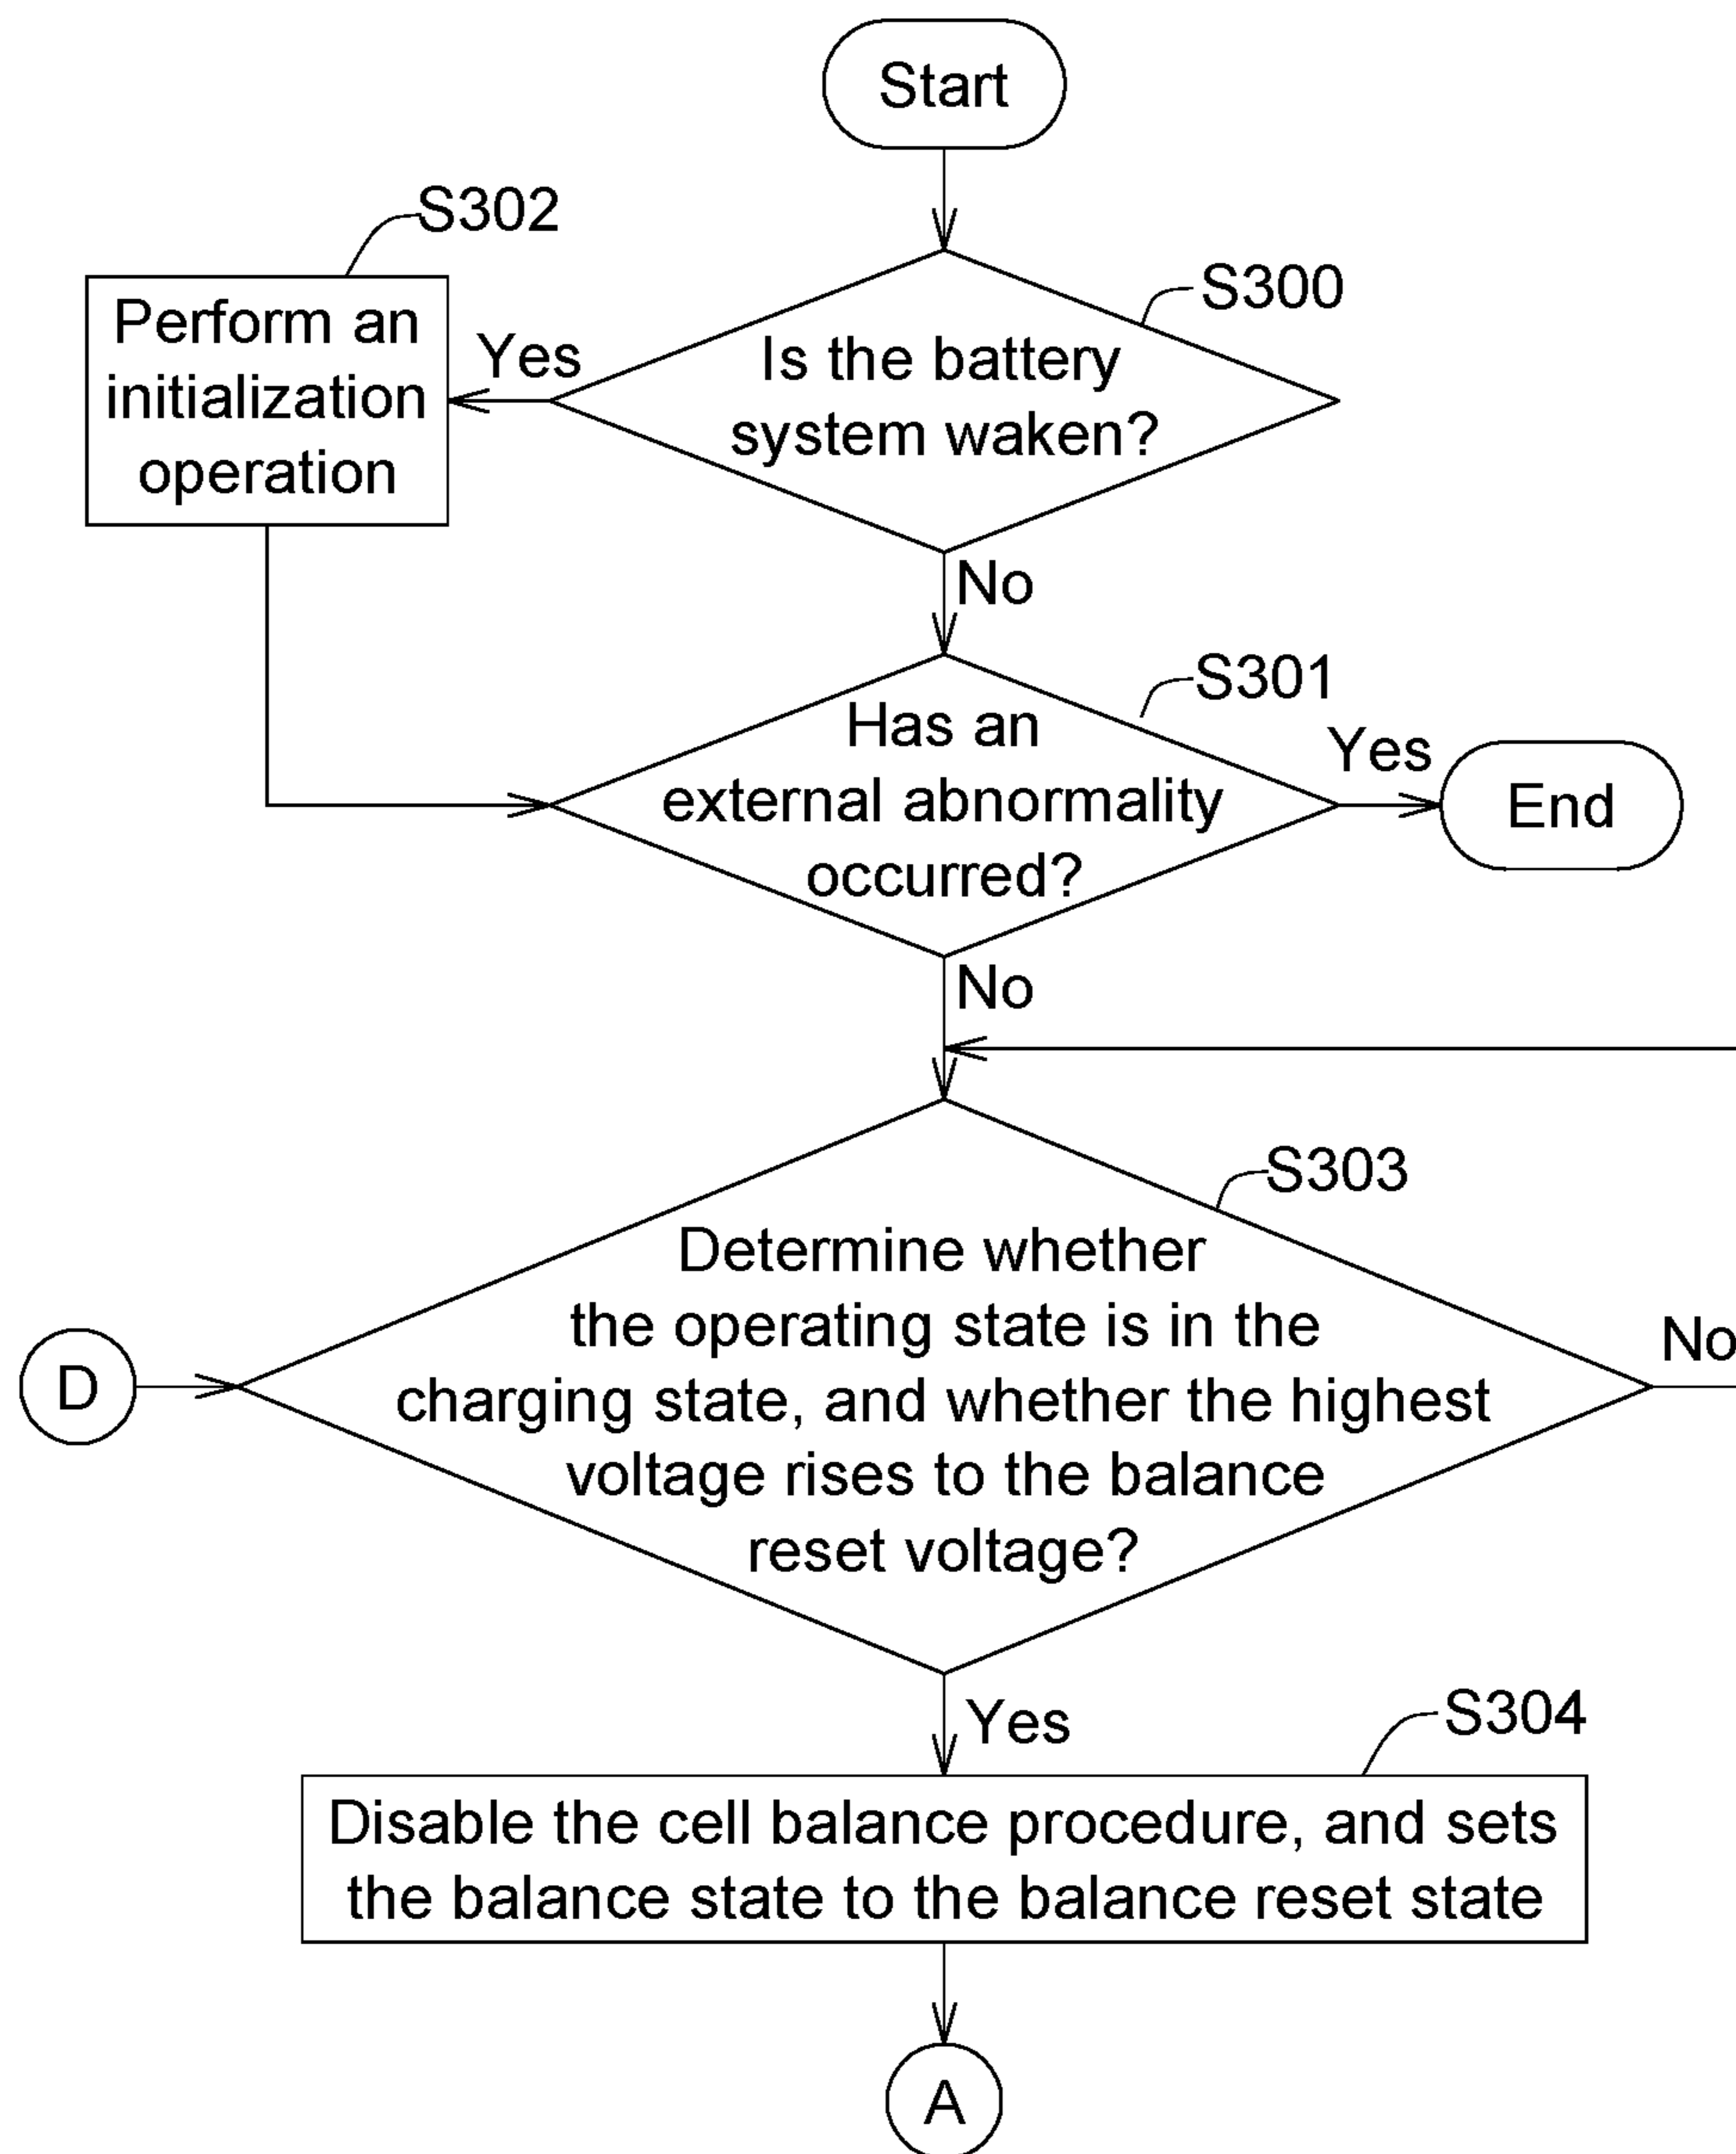 Start
S302
S300
Perform an
initialization
operation
Yes
Is the battery
system waken?
No
S301
Has an
external abnormality
occurred?
Yes
End
No
S303
Determine whether
the operating state is in the
charging state, and whether the highest
voltage rises to the balance
reset voltage?
D
No
Yes
S304
Disable the cell balance procedure, and sets
the balance state to the balance reset state
A